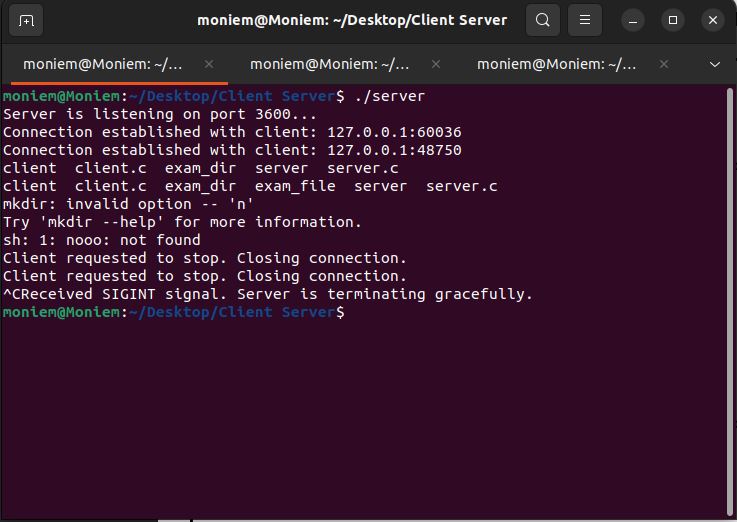 moniem@Moniem: ~/Desktop/Client Server
moniem@Moniem: ~/...
moniem@Moniem: ~/...
moniem@Moniem: ~/...
moniem@Moniem:~/Desktop/Client Server$ ./server
Server is listening on port 3600...
Connection established with client: 127.0.0.1:60036
Connection established with client: 127.0.0.1:48750
client  client.c  exam_dir  server  server.c
client  client.c  exam_dir  exam_file  server  server.c
mkdir: invalid option -- 'n'
Try 'mkdir --help' for more information.
sh: 1: nooo: not found
Client requested to stop. Closing connection.
Client requested to stop. Closing connection.
^CReceived SIGINT signal. Server is terminating gracefully.
moniem@Moniem:~/Desktop/Client Server$